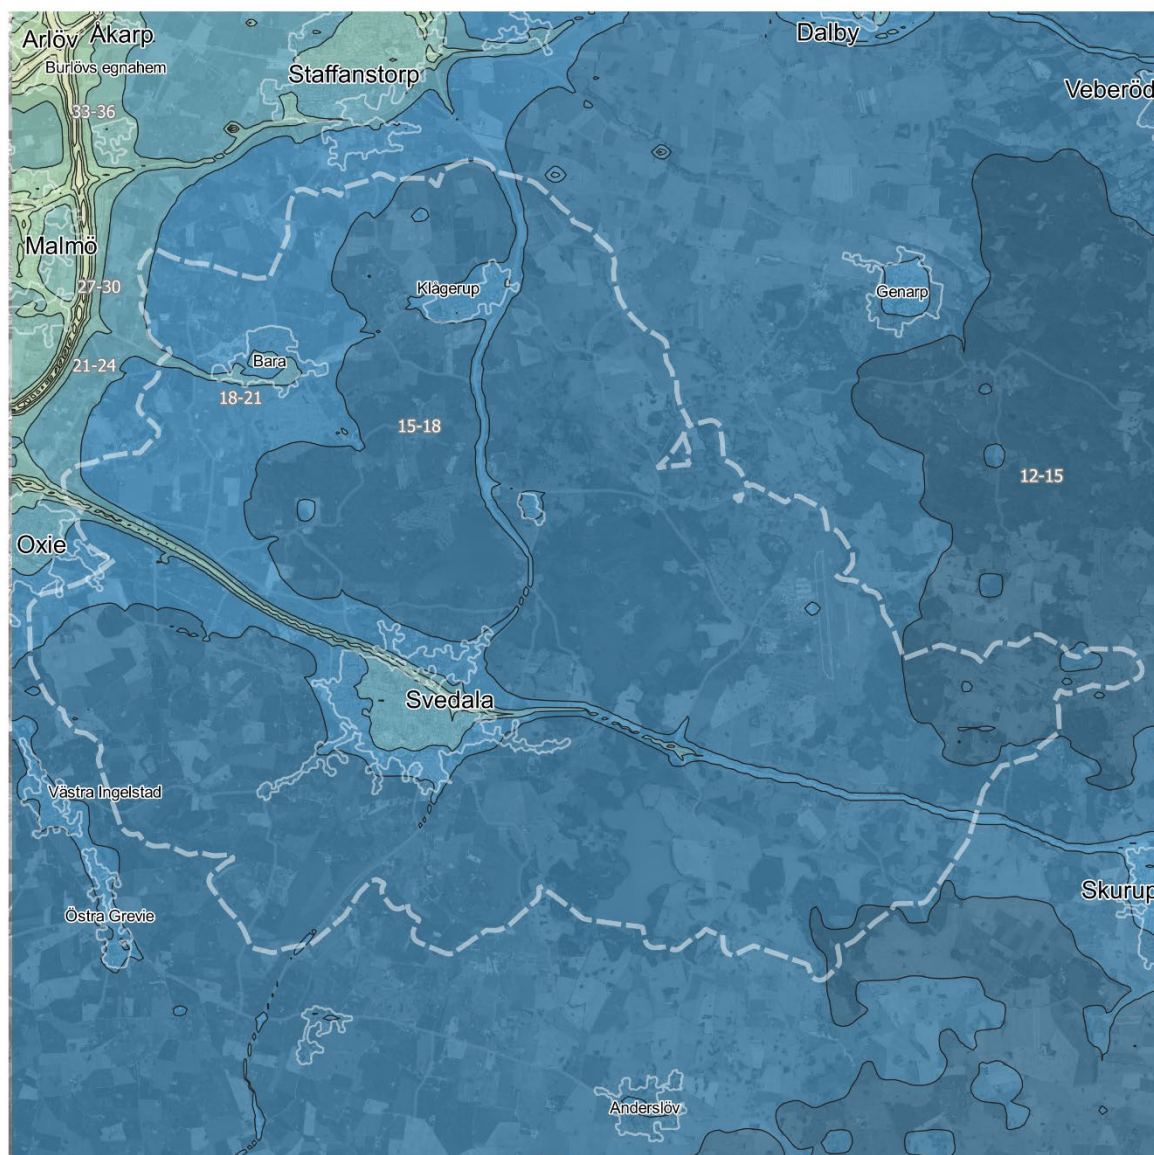 Arlöv
Åkarp
Dalby
Burlövs egnahem
Staffanstorp
Veberöd
33-36
Malmö
27-30
Klågerup
Genarp
21-24
Bara
18-21
15-18
12-15
Oxie
Svedala
Västra Ingelstad
Skurup
Östra Grevie
Anderslöv